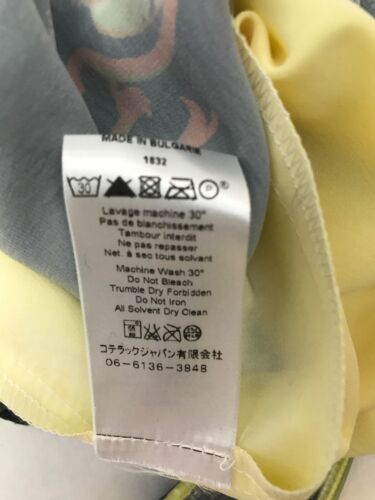 MADE IN BULGARIE
1832
30 P
Lavage machine 30°
Pas de blanchissement
Tambour interdit
Ne pas repasser
Net. à sec tous solvant
Machine Wash 30°
Do Not Bleach
Trumble Dry Forbidden
Do Not Iron
All Solvent Dry Clean
コテラックジャパン有限会社
06-6136-3848